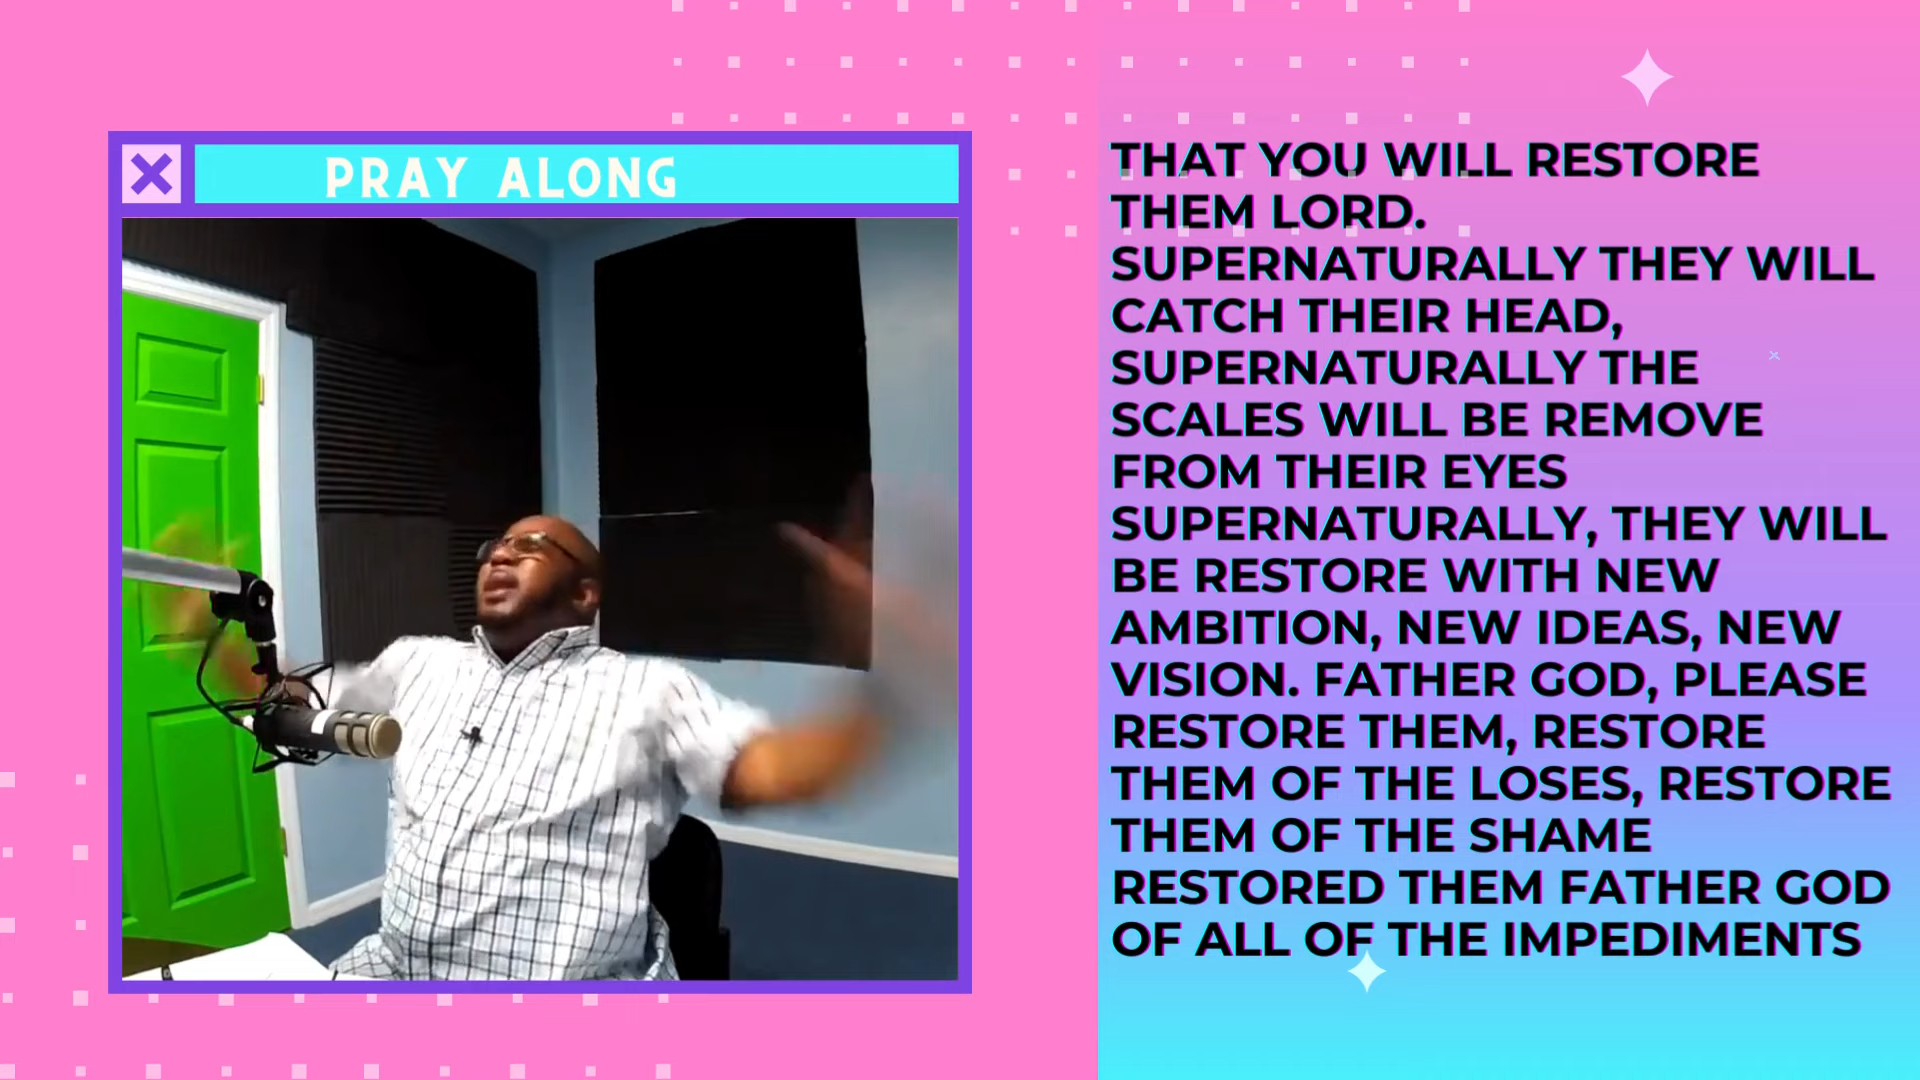 PRAY ALONG
THAT YOU WILL RESTORE
THEM LORD.
SUPERNATURALLY THEY WILL
CATCH THEIR HEAD,
SUPERNATURALLY THE
SCALES WILL BE REMOVE
FROM THEIR EYES
SUPERNATURALLY, THEY WILL
BE RESTORE WITH NEW
AMBITION, NEW IDEAS, NEW
VISION. FATHER GOD, PLEASE
RESTORE THEM, RESTORE
THEM OF THE LOSES, RESTORE
THEM OF THE SHAME
RESTORED THEM FATHER GOD
OF ALL OF THE IMPEDIMENTS